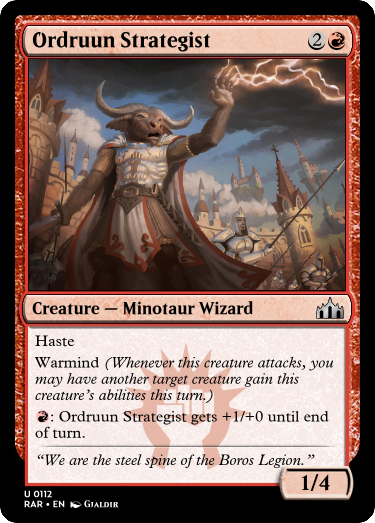 Ordruun Strategist 2
Creature — Minotaur Wizard
Haste
Warmind (Whenever this creature attacks, you
may have another target creature gain this
creature's abilities this turn.)
: Ordruun Strategist gets +1/+0 until end
of turn.
"We are the steel spine of the Boros Legion."
1/4
U 0112
RAR • EN Gialdir